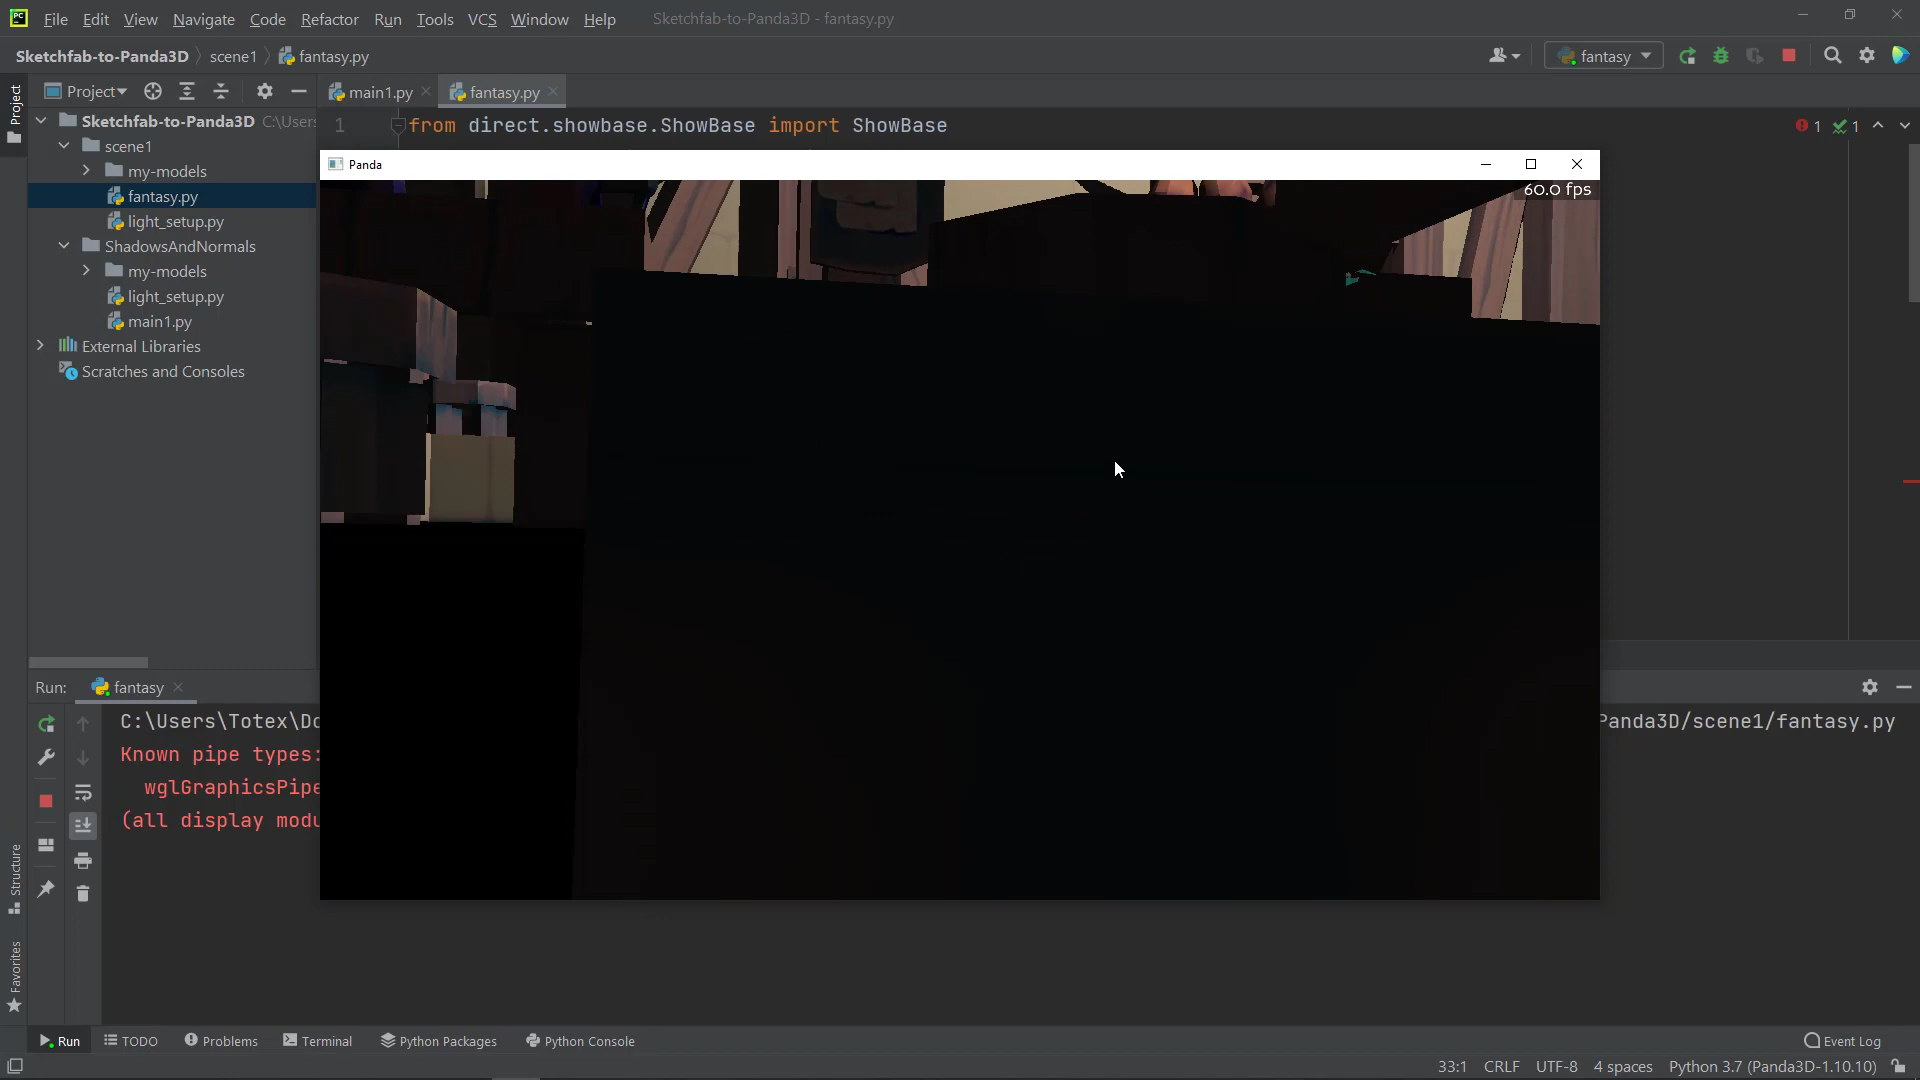 File Edit View Navigate Code Refactor Run Tools VCS Window Help Sketchfab-to-Panda3D - fantasy.py
Sketchfab-to-Panda3D scene1 fantasy.py fantasy
Project main1.py fantasy.py
Project
Sketchfab-to-Panda3D C:\Users
1 from direct.showbase.ShowBase import ShowBase 1 1
scene1
Panda
my-models
60.0 fps
fantasy.py
light_setup.py
ShadowsAndNormals
my-models
light_setup.py
main1.py
External Libraries
Scratches and Consoles
Run: fantasy
C:\Users\Totex\Do Panda3D/scene1/fantasy.py
Known pipe types:
wglGraphicsPipe
(all display modu
Structure
Favorites
Run TODO Problems Terminal Python Packages Python Console Event Log
33:1 CRLF UTF-8 4 spaces Python 3.7 (Panda3D-1.10.10)